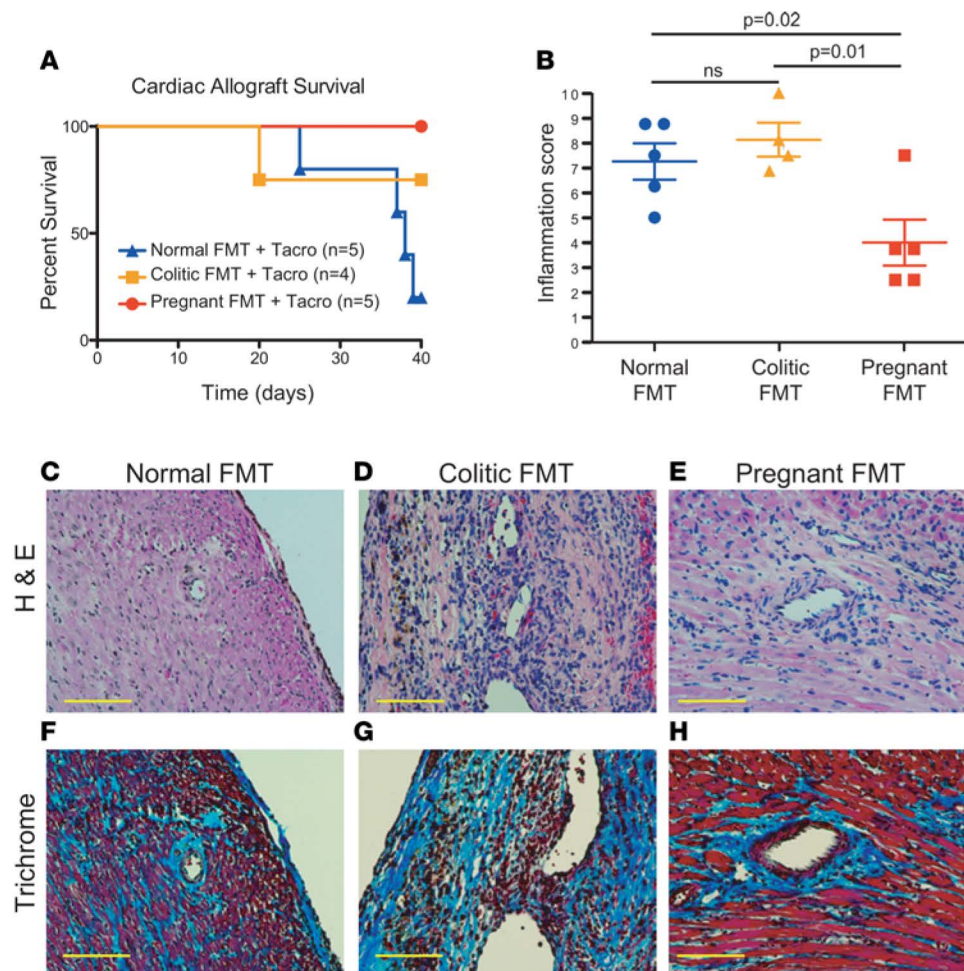 A
Cardiac Allograft Survival
Percent Survival
100
50
0
Normal FMT + Tacro (n=5)
Colitic FMT + Tacro (n=4)
Pregnant FMT + Tacro (n=5)
0 10 20 30 40
Time (days)
B
p=0.02
p=0.01
ns
Inflammation score
10
9
8
7
6
5
4
3
2
1
0
Normal
FMT
Colitic
FMT
Pregnant
FMT
C Normal FMT
D Colitic FMT
E Pregnant FMT
H & E
F
G
H
Trichrome